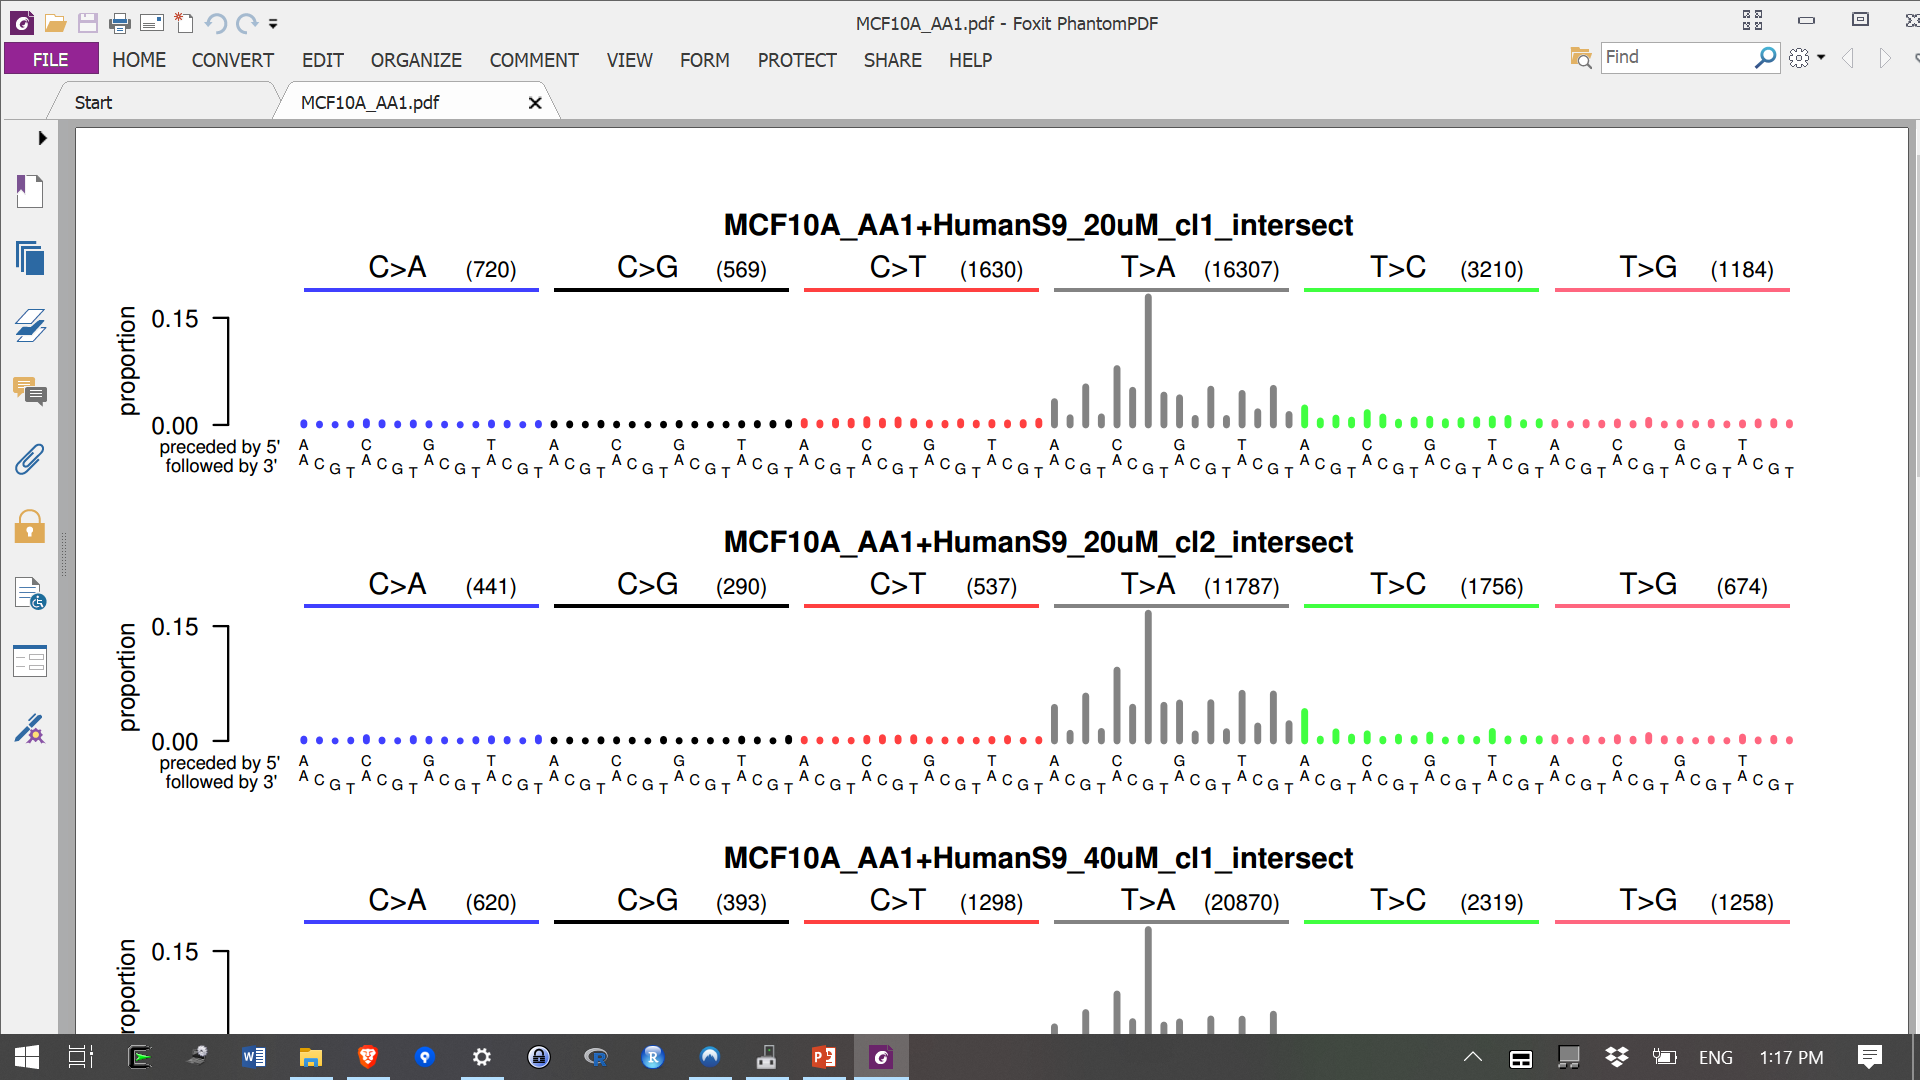 MCF10A_AA1.pdf - Foxit PhantomPDF
FILE HOME CONVERT EDIT ORGANIZE COMMENT VIEW FORM PROTECT SHARE HELP Find
Start MCF10A_AA1.pdf
MCF10A_AA1+HumanS9_20uM_cl1_intersect
C>A (720) C>G (569) C>T (1630) T>A (16307) T>C (3210) T>G (1184)
proportion
0.15
0.00
preceded by 5' A C G T A C G T A C G T A C G T A C G T A C G T
followed by 3' A C G T A C G T A C G T A C G T A C G T A C G T A C G T A C G T A C G T A C G T A C G T A C G T A C G T A C G T A C G T A C G T A C G T A C G T A C G T A C G T A C G T A C G T A C G T A C G T
MCF10A_AA1+HumanS9_20uM_cl2_intersect
C>A (441) C>G (290) C>T (537) T>A (11787) T>C (1756) T>G (674)
proportion
0.15
0.00
preceded by 5' A C G T A C G T A C G T A C G T A C G T A C G T
followed by 3' A C G T A C G T A C G T A C G T A C G T A C G T A C G T A C G T A C G T A C G T A C G T A C G T A C G T A C G T A C G T A C G T A C G T A C G T A C G T A C G T A C G T A C G T A C G T A C G T
MCF10A_AA1+HumanS9_40uM_cl1_intersect
C>A (620) C>G (393) C>T (1298) T>A (20870) T>C (2319) T>G (1258)
roportion
0.15
ENG 1:17 PM